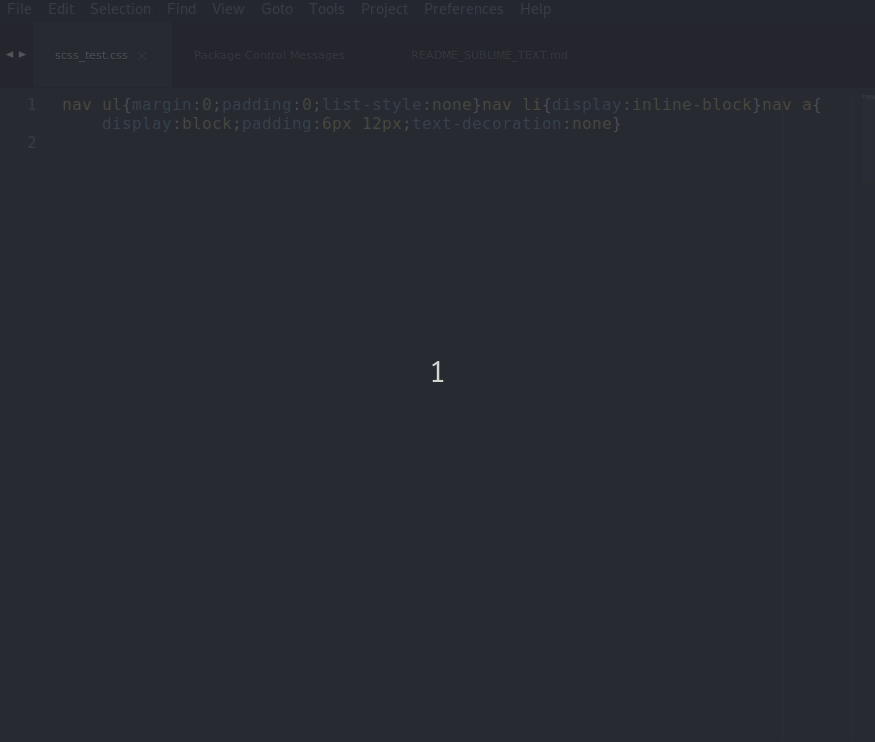 File Edit Selection Find View Goto Tools Project Preferences Help
scss_test.css × Package Control Messages README_SUBLIME_TEXT.md
1 nav ul{margin:0;padding:0;list-style:none}nav li{display:inline-block}nav a{
display:block;padding:6px 12px;text-decoration:none}
2
1